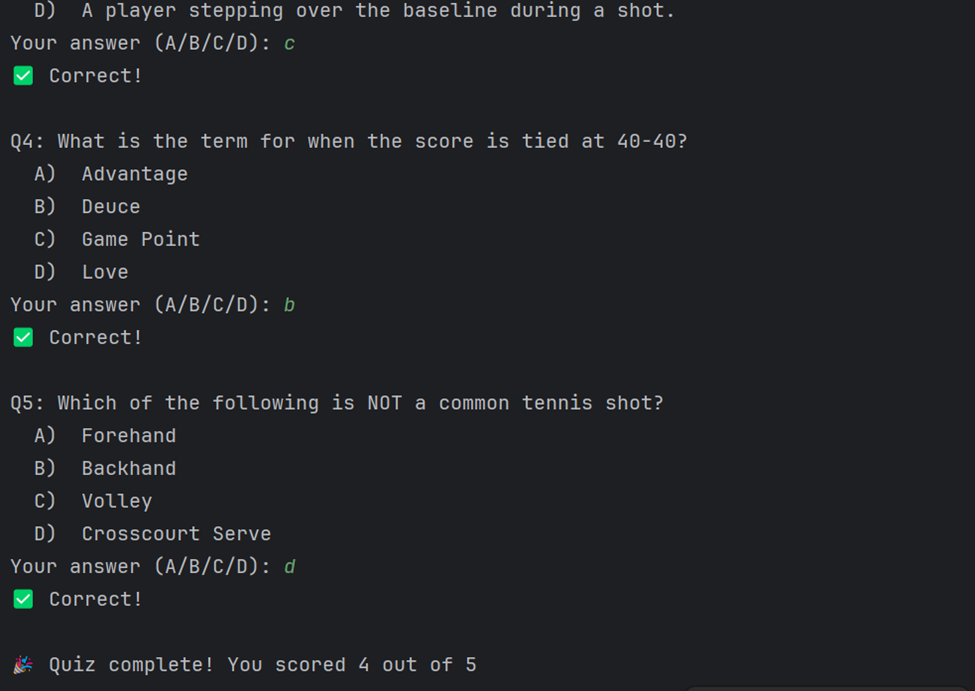 D) A player stepping over the baseline during a shot.
Your answer (A/B/C/D): c
✅ Correct!
Q4: What is the term for when the score is tied at 40-40?
A) Advantage
B) Deuce
C) Game Point
D) Love
Your answer (A/B/C/D): b
✅ Correct!
Q5: Which of the following is NOT a common tennis shot?
A) Forehand
B) Backhand
C) Volley
D) Crosscourt Serve
Your answer (A/B/C/D): d
✅ Correct!
🎉 Quiz complete! You scored 4 out of 5